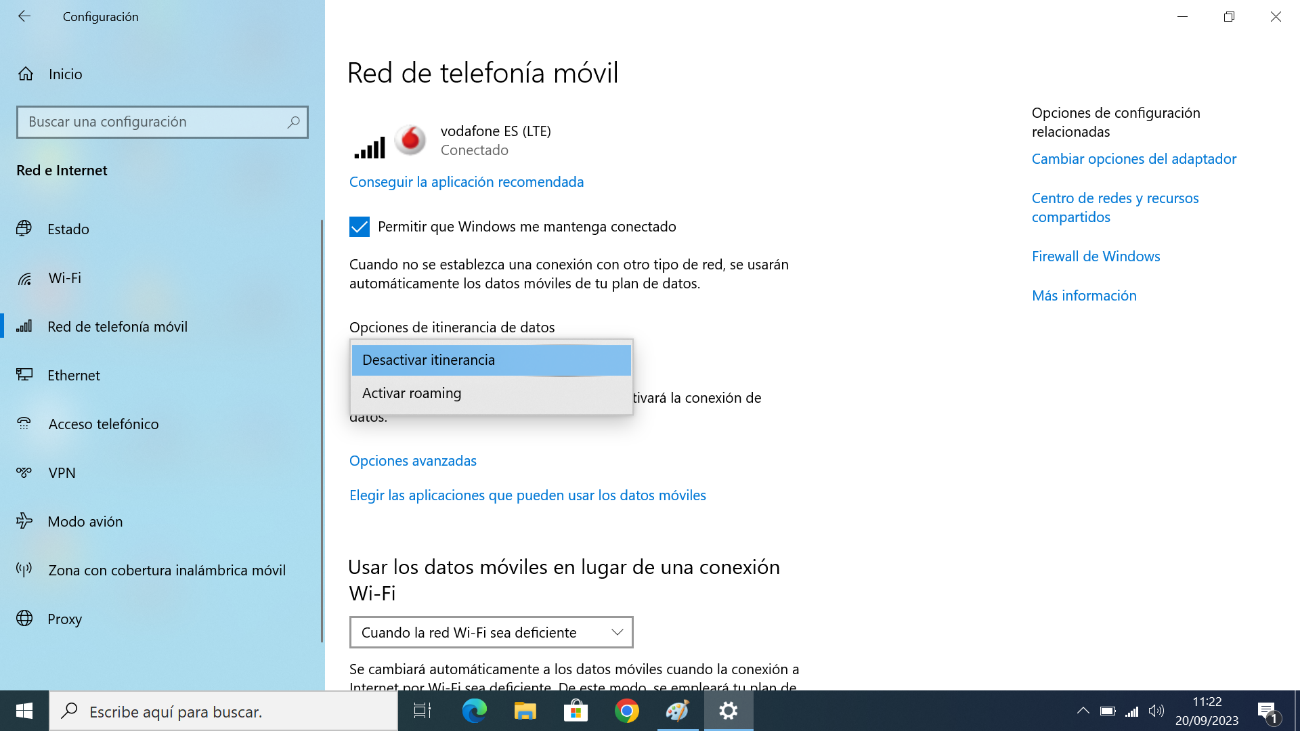 Configuración
Inicio
Buscar una configuración
Red e Internet
Estado
Wi-Fi
Red de telefonía móvil
Ethernet
Acceso telefónico
VPN
Modo avión
Zona con cobertura inalámbrica móvil
Proxy
Red de telefonía móvil
vodafone ES (LTE)
Conectado
Conseguir la aplicación recomendada
Permitir que Windows me mantenga conectado
Cuando no se establezca una conexión con otro tipo de red, se usarán
automáticamente los datos móviles de tu plan de datos.
Opciones de itinerancia de datos
Desactivar itinerancia
Activar roaming
tivará la conexión de
datos.
Opciones avanzadas
Elegir las aplicaciones que pueden usar los datos móviles
Usar los datos móviles en lugar de una conexión
Wi-Fi
Cuando la red Wi-Fi sea deficiente
Se cambiará automáticamente a los datos móviles cuando la conexión a
Internet por Wi-Fi sea deficiente. De este modo, se empleará tu plan de
Opciones de configuración
relacionadas
Cambiar opciones del adaptador
Centro de redes y recursos
compartidos
Firewall de Windows
Más información
Escribe aquí para buscar.
11:22
20/09/2023
1